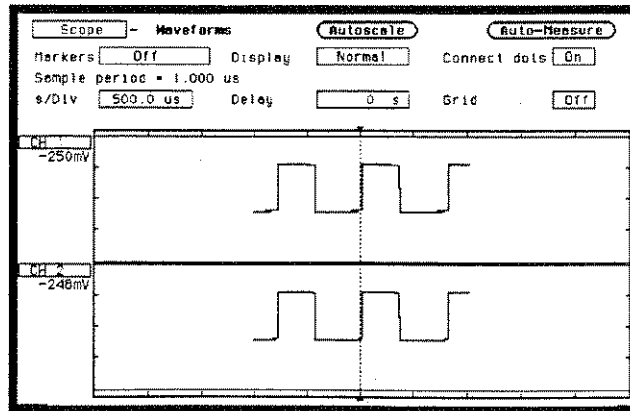 Scope - Waveforms Autoscale Auto-Measure
Markers Off Display Normal Connect dots On
Sample period = 1.000 us
s/Div 500.0 us Delay 0 s Grid Off
CH 1
-250mV
CH 2
-248mV